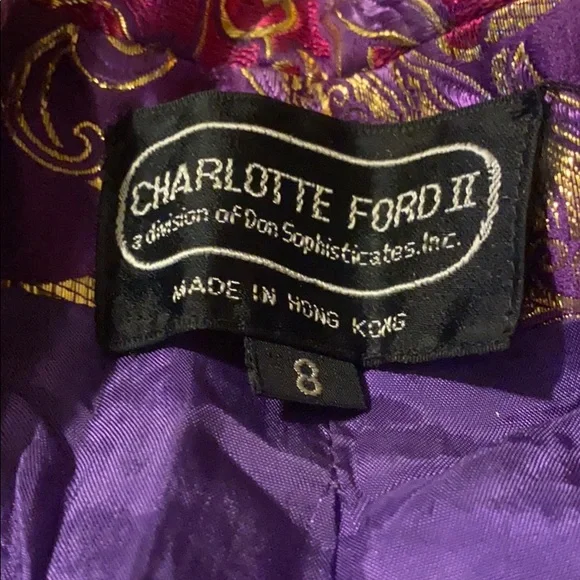 CHARLOTTE FORD II
a division of Don Sophisticates, Inc.
MADE IN HONG KONG
8